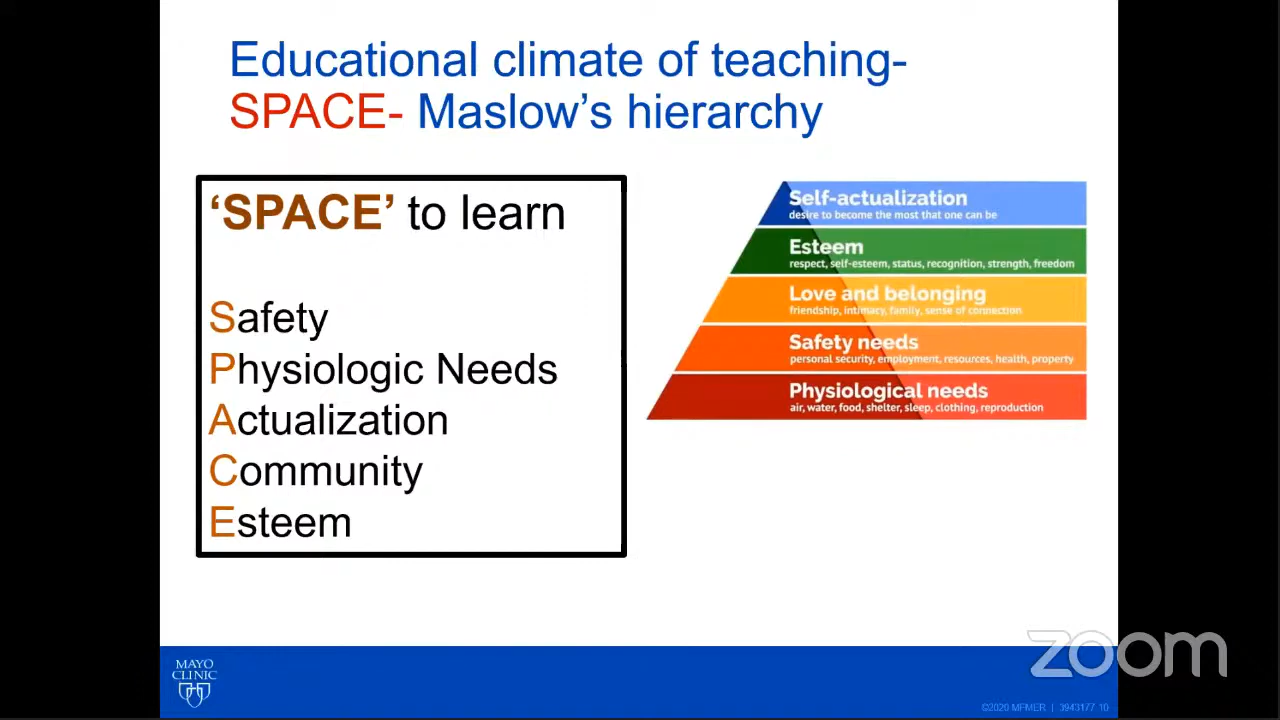 Educational climate of teaching-
SPACE- Maslow’s hierarchy
‘SPACE’ to learn
Safety
Physiologic Needs
Actualization
Community
Esteem
Self-actualization
desire to become the most that one can be
Esteem
respect, self-esteem, status, recognition, strength, freedom
Love and belonging
friendship, intimacy, family, sense of connection
Safety needs
personal security, employment, resources, health, property
Physiological needs
air, water, food, shelter, sleep, clothing, reproduction
MAYO
CLINIC
zoom
©2020 MFMER | 3943177-10